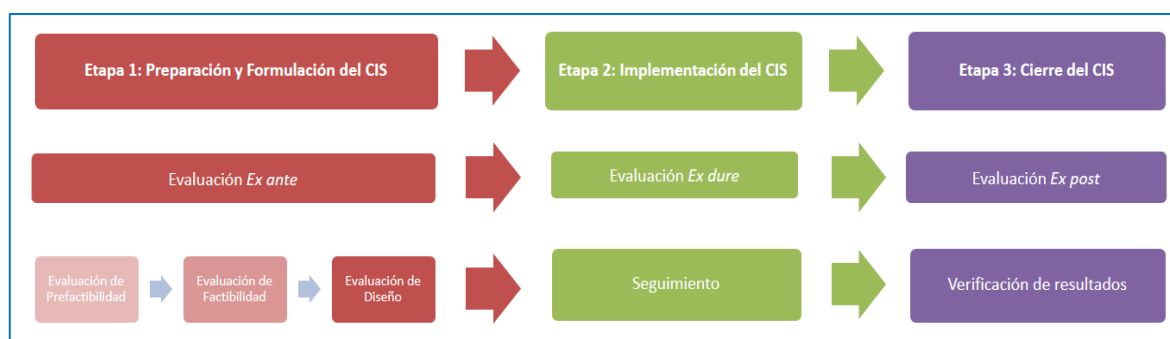 Etapa 1: Preparación y Formulación del CIS
Etapa 2: Implementación del CIS
Etapa 3: Cierre del CIS
Evaluación Ex ante
Evaluación Ex dure
Evaluación Ex post
Evaluación de
Prefactibilidad
Evaluación de
Factibilidad
Evaluación de
Diseño
Seguimiento
Verificación de resultados